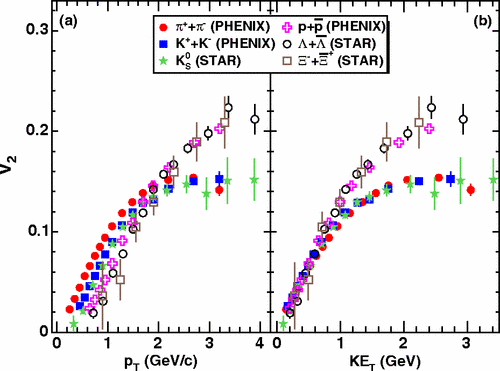 (a) (b)
π⁺+π⁻ (PHENIX) p+p̅ (PHENIX)
K⁺+K⁻ (PHENIX) Λ+Λ̅ (STAR)
K⁰S (STAR) Ξ⁻+Ξ̅⁺ (STAR)
V₂
0.3
0.2
0.1
0
0 1 2 3 4 0 1 2 3
pT (GeV/c) KET (GeV)